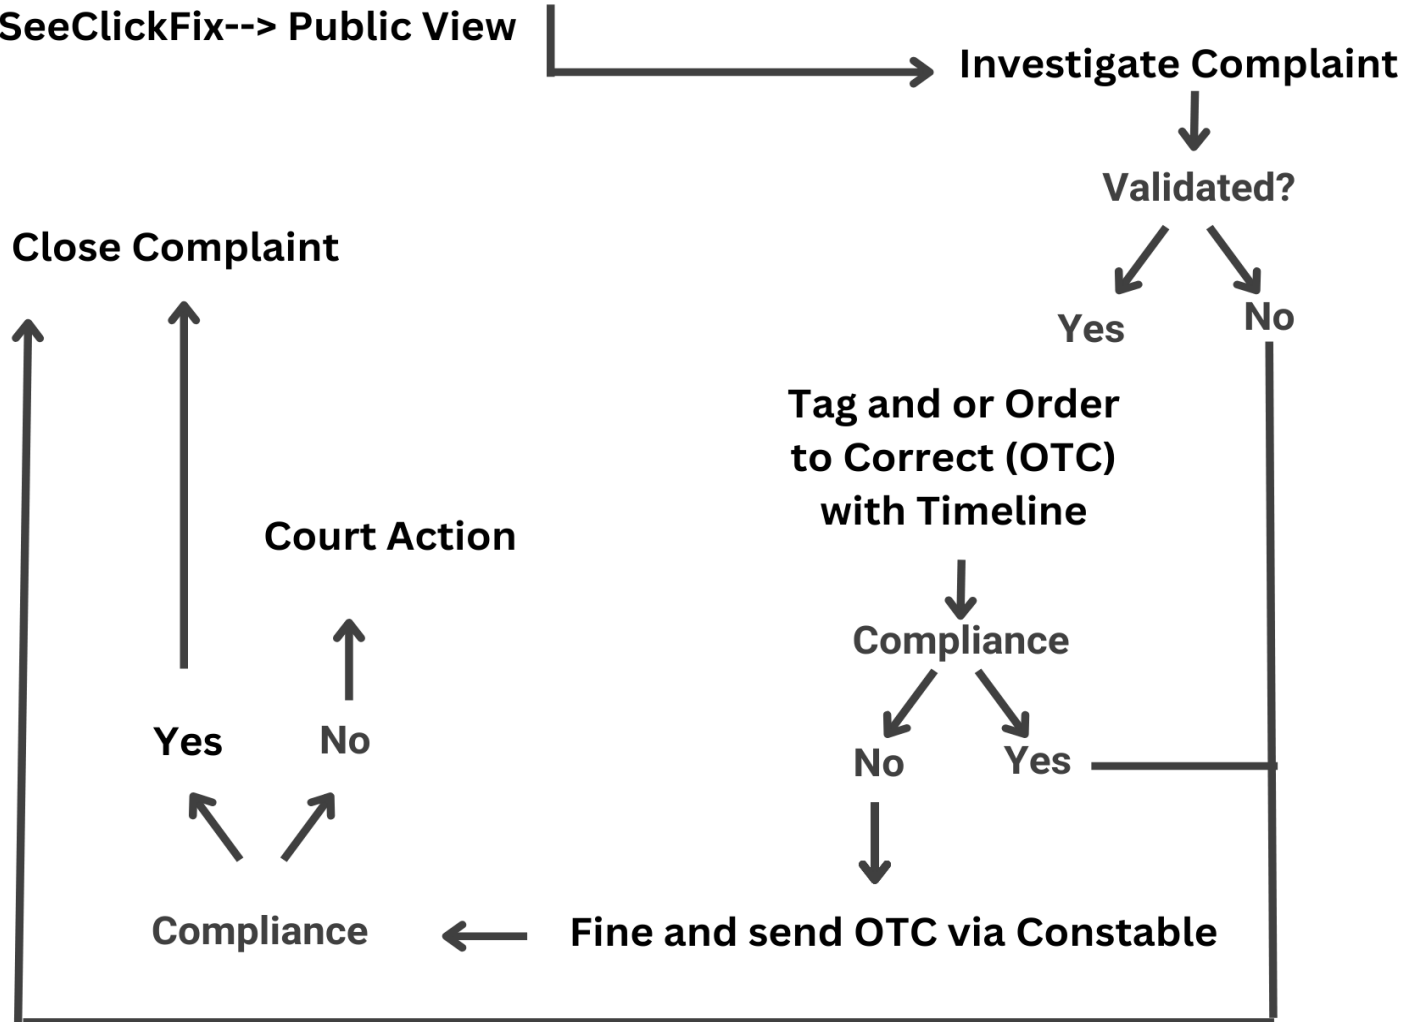 SeeClickFix--> Public View
Investigate Complaint
Validated?
Yes
No
Close Complaint
Tag and or Order
to Correct (OTC)
with Timeline
Court Action
Compliance
No
Yes
Yes
No
Fine and send OTC via Constable
Compliance